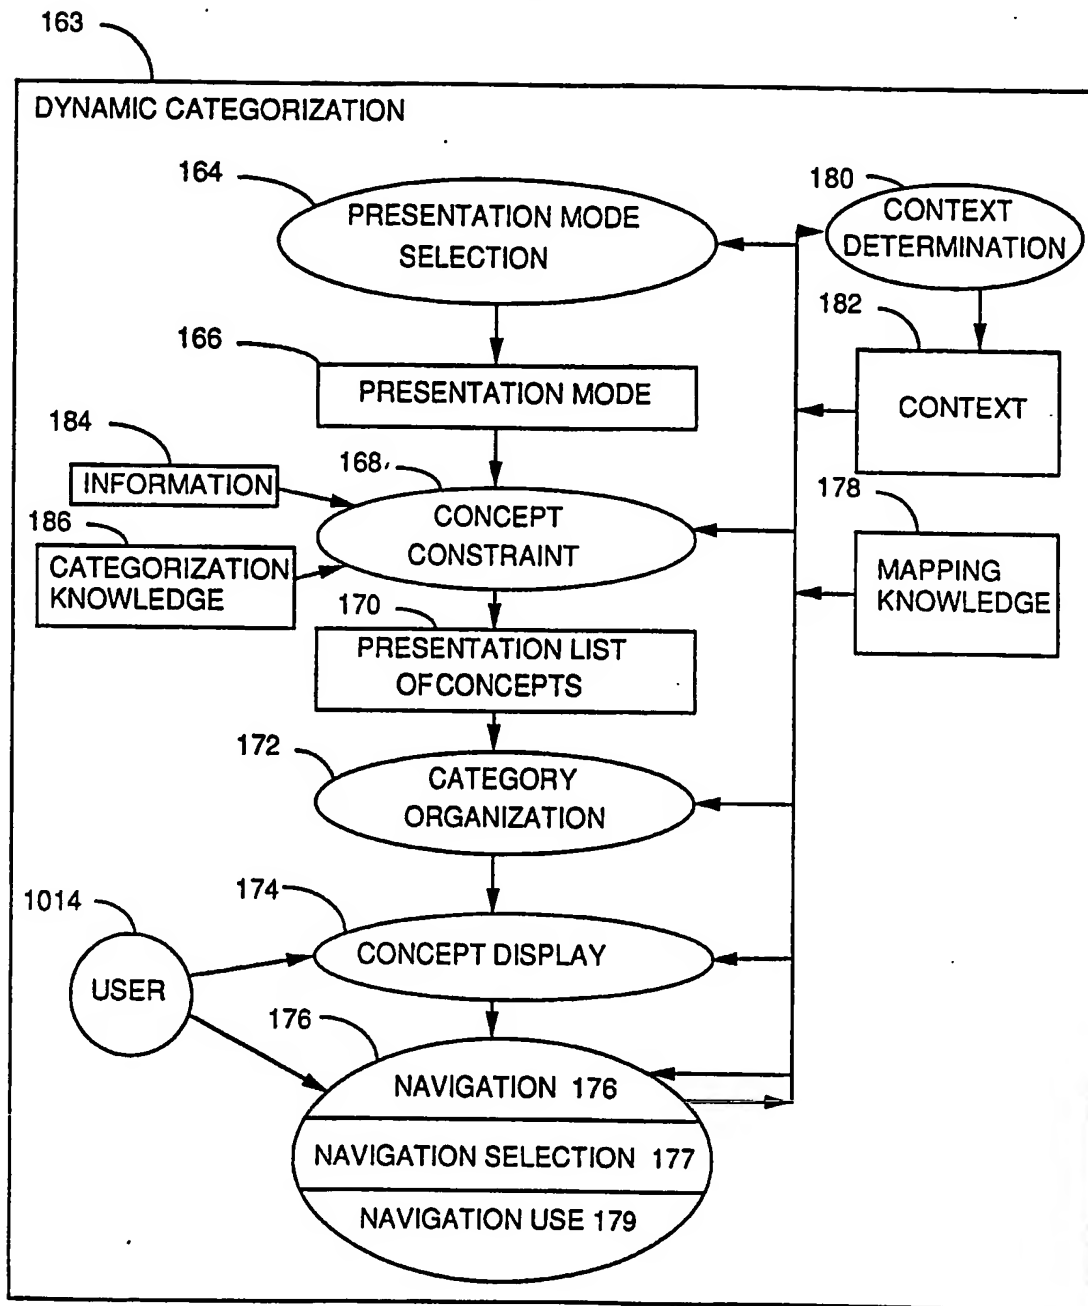 163
DYNAMIC CATEGORIZATION
164
PRESENTATION MODE
SELECTION
180
CONTEXT
DETERMINATION
166
PRESENTATION MODE
182
CONTEXT
184
INFORMATION
168
CONCEPT
CONSTRAINT
186
CATEGORIZATION
KNOWLEDGE
178
MAPPING
KNOWLEDGE
170
PRESENTATION LIST
OFCONCEPTS
172
CATEGORY
ORGANIZATION
174
CONCEPT DISPLAY
1014
USER
176
NAVIGATION 176
NAVIGATION SELECTION 177
NAVIGATION USE 179